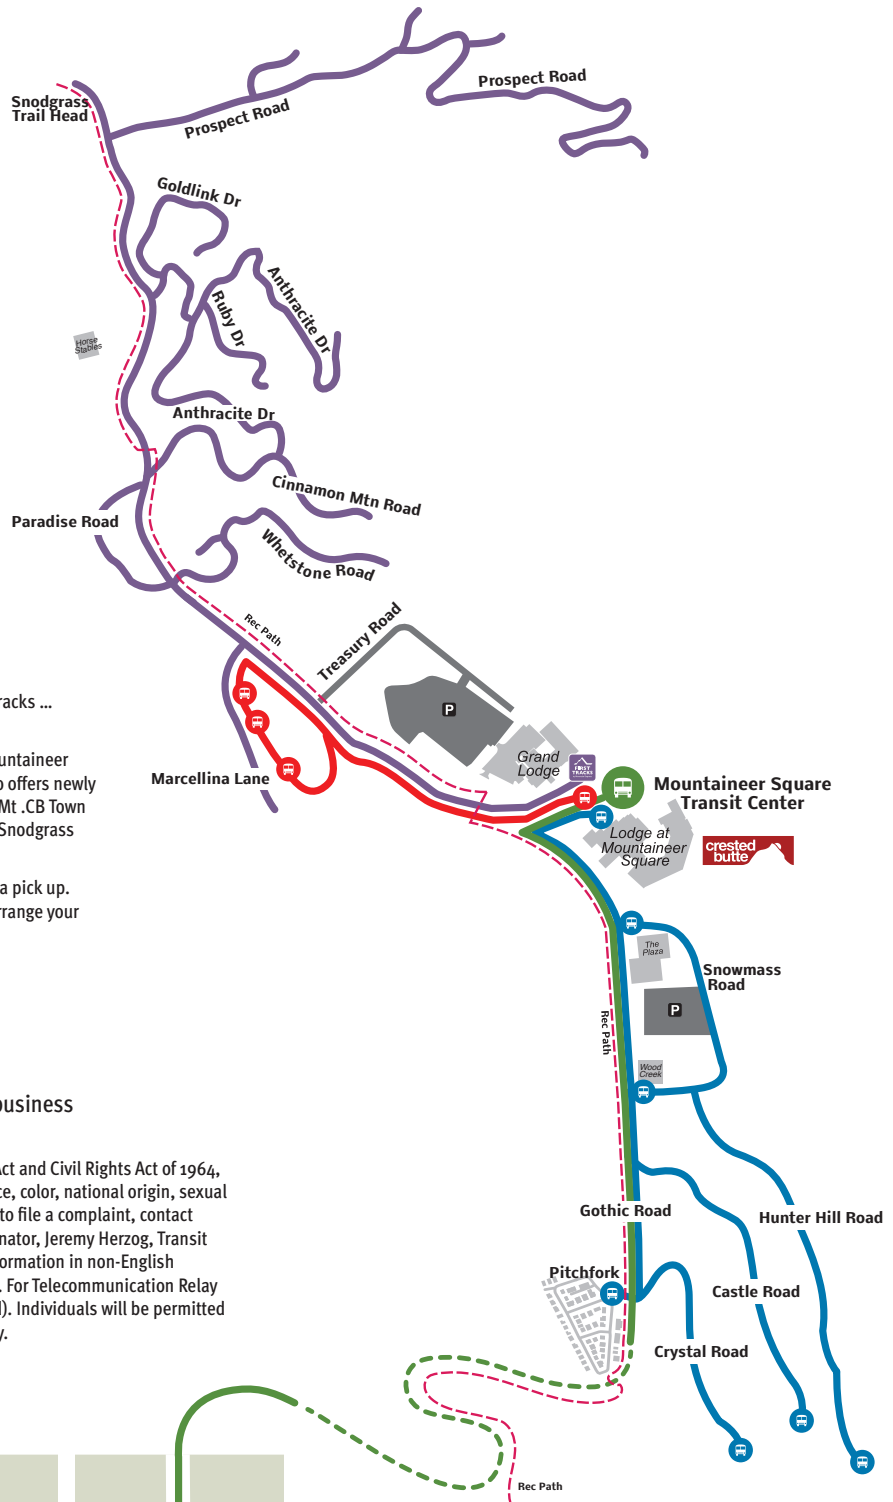 Snodgrass
Trail Head
Prospect Road
Prospect Road
Goldlink Dr
Ruby Dr
Anthracite Dr
Horse
Stables
Anthracite Dr
Cinnamon Mtn Road
Paradise Road
Whetstone Road
Rec Path
Treasury Road
P
Marcellina Lane
Grand
Lodge
FIRST
TRACKS
Mountaineer Square
Transit Center
Lodge at
Mountaineer
Square
crested
butte
The
Plaza
Snowmass
Road
P
Rec Path
Wood
Creek
Gothic Road
Hunter Hill Road
Pitchfork
Castle Road
Crystal Road
Rec Path
racks ...
untaineer
o offers newly
Mt .CB Town
Snodgrass
a pick up.
rrange your
business
Act and Civil Rights Act of 1964,
ce, color, national origin, sexual
to file a complaint, contact
nator, Jeremy Herzog, Transit
ormation in non-English
. For Telecommunication Relay
l). Individuals will be permitted
y.